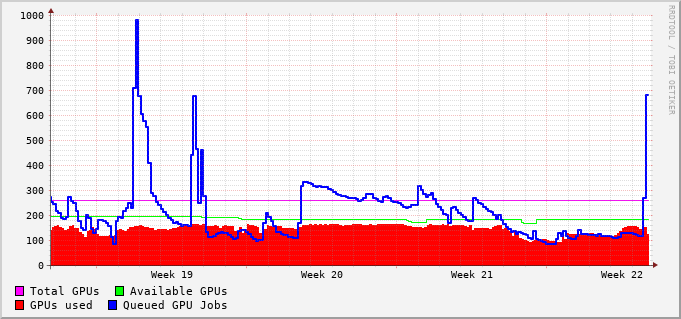 1000
900
800
700
600
500
400
300
200
100
0
Week 19 Week 20 Week 21 Week 22
Total GPUs Available GPUs
GPUs used Queued GPU Jobs
RRDTOOL / TOBI OETIKER